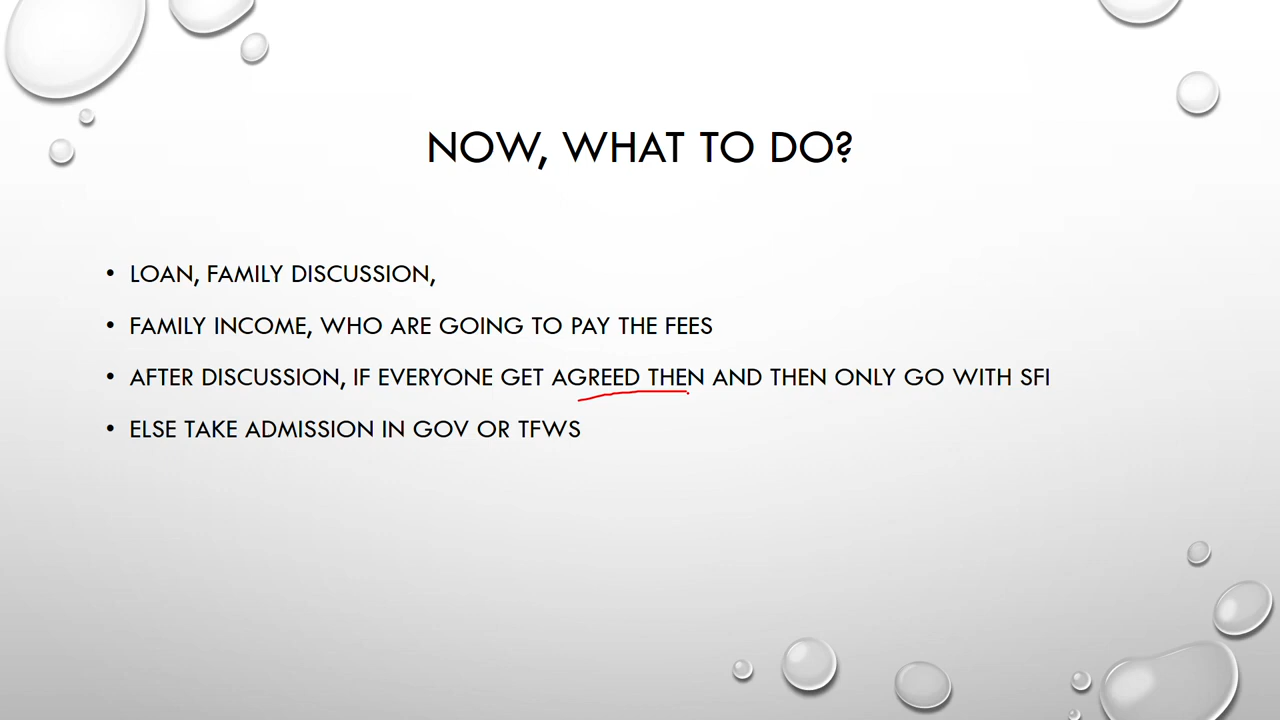 NOW, WHAT TO DO?
• LOAN, FAMILY DISCUSSION,
• FAMILY INCOME, WHO ARE GOING TO PAY THE FEES
• AFTER DISCUSSION, IF EVERYONE GET AGREED THEN AND THEN ONLY GO WITH SFI
• ELSE TAKE ADMISSION IN GOV OR TFWS